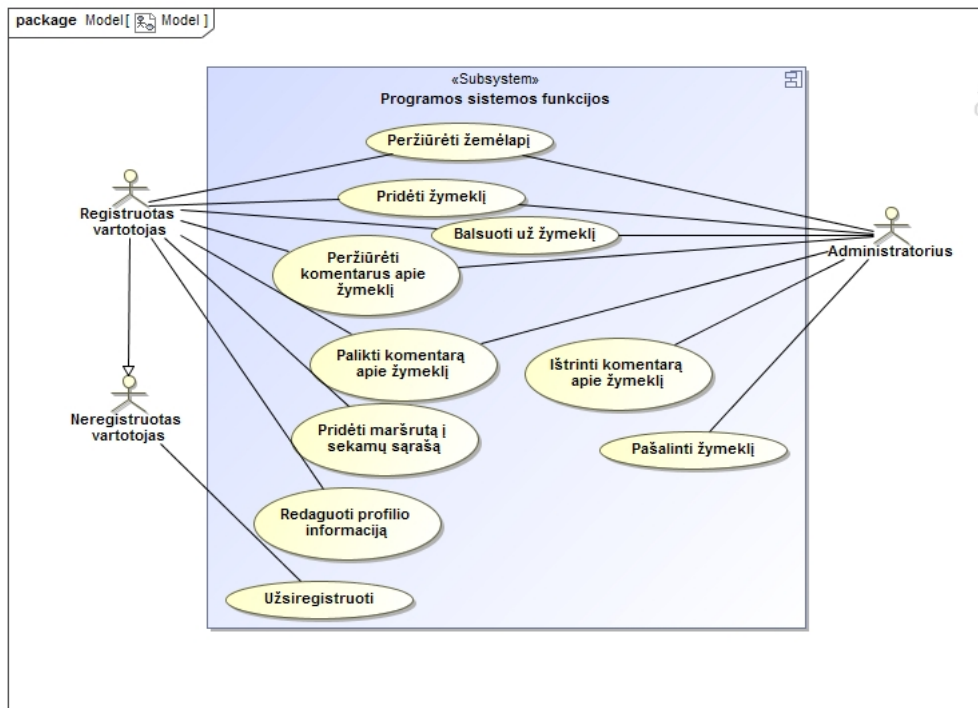 package Model [ Model ]
«Subsystem»
Programos sistemos funkcijos
Peržiūrėti žemėlapį
Pridėti žymeklį
Registruotas
vartotojas
Balsuoti už žymeklį
Administratorius
Peržiūrėti
komentarus apie
žymeklį
Palikti komentarą
apie žymeklį
Ištrinti komentarą
apie žymeklį
Neregistruotas
vartotojas
Pridėti maršrutą į
sekamų sąrašą
Pašalinti žymeklį
Redaguoti profilio
informaciją
Užsiregistruoti